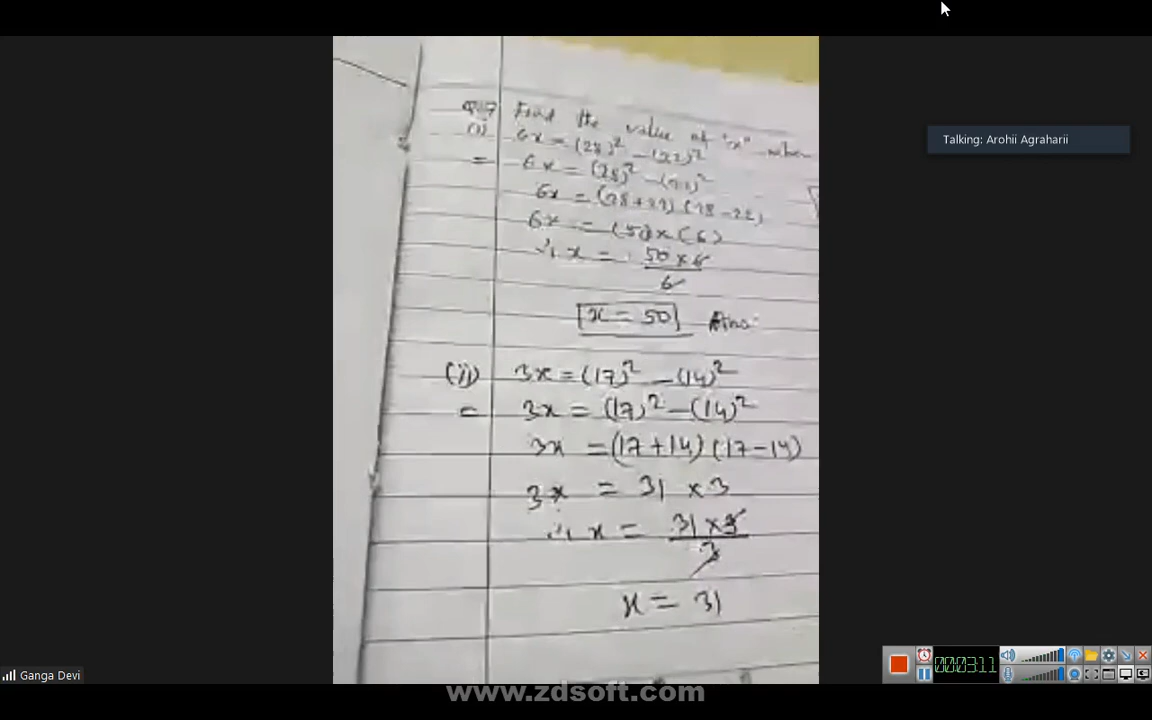 Talking: Arohii Agraharii
Find the value of "x" when
(i) 6x = (28)² - (22)²
= 6x = (28)² - (22)²
6x = (28+22) (28-22)
6x = (50) x (6)
∴ x = 50 × 6
6
x = 50 Ans:
(ii) 3x = (17)² - (14)²
= 3x = (17)² - (14)²
3x = (17+14) (17-14)
3x = 31 × 3
∴ x = 31 × 3
3
x = 31
Ganga Devi
00:03:11
www.zdsoft.com